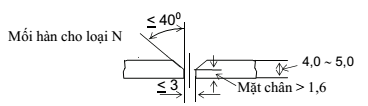 ≤ 40⁰
Mối hàn cho loại N
4,0 ~ 5,0
≤ 3
Mặt chân > 1,6